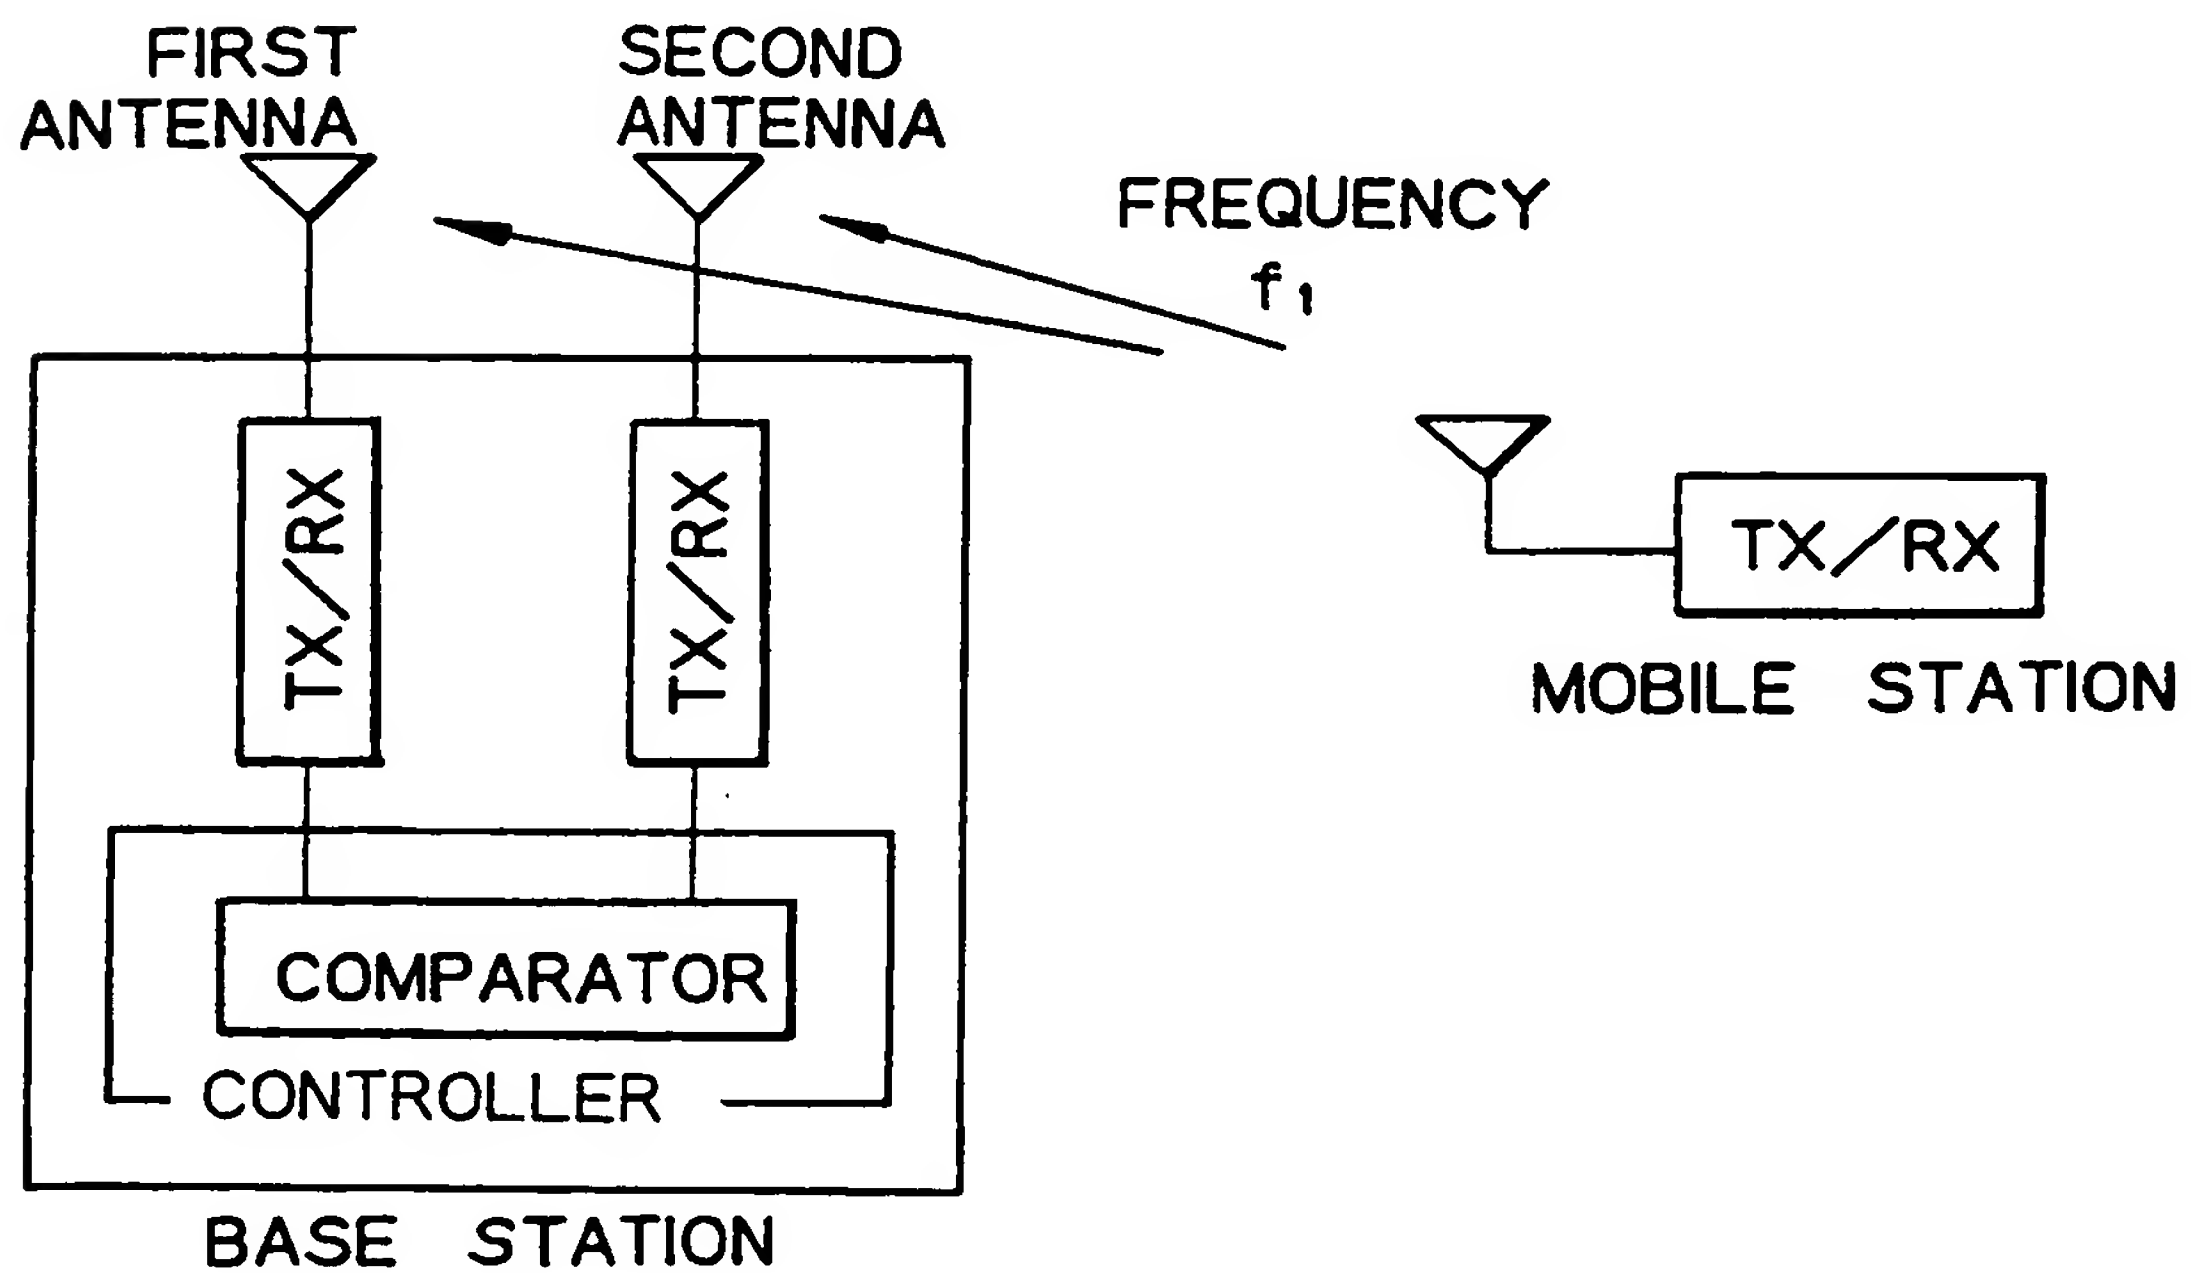 FIRST
ANTENNA
SECOND
ANTENNA
FREQUENCY
f1
TX/RX
TX/RX
TX/RX
MOBILE STATION
COMPARATOR
CONTROLLER
BASE STATION